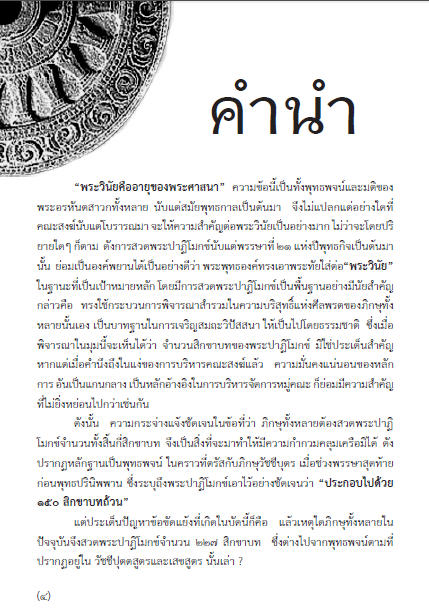 คำนำ
“พระวินัยคืออายุของพระศาสนา” ความข้อนี้เป็นทั้งพุทธพจน์และมติของ
พระอรหันตสาวกทั้งหลาย นับแต่สมัยพุทธกาลเป็นต้นมา จึงไม่แปลกแต่อย่างใดที่
คณะสงฆ์นับแต่โบราณมา จะให้ความสำคัญต่อพระวินัยเป็นอย่างมาก ไม่ว่าจะโดยปริ
ยายใดๆ ก็ตาม ดังการสวดพระปาฏิโมกข์นับแต่พรรษาที่ ๒๑ แห่งปีพุทธกิจเป็นต้นมา
นั้น ย่อมเป็นองค์พยานได้เป็นอย่างดีว่า พระพุทธองค์ทรงเอาพระทัยใส่ต่อ“พระวินัย”
ในฐานะที่เป็นเป้าหมายหลัก โดยมีการสวดพระปาฏิโมกข์เป็นพื้นฐานอย่างมีนัยสำคัญ
กล่าวคือ ทรงใช้กระบวนการพิจารณาสำรวมในความบริสุทธิ์แห่งศีลพรตของภิกษุทั้ง
หลายนั้นเอง เป็นบาทฐานในการเจริญสมถะวิปัสสนา ให้เป็นไปโดยธรรมชาติ ซึ่งเมื่อ
พิจารณาในมุมนี้จะเห็นได้ว่า จำนวนสิกขาบทของพระปาฏิโมกข์ มิใช่ประเด็นสำคัญ
หากแต่เมื่อคำนึงถึงในแง่ของการบริหารคณะสงฆ์แล้ว ความมั่นคงแน่นอนของหลัก
การ อันเป็นแกนกลาง เป็นหลักอ้างอิงในการบริหารจัดการหมู่คณะ ก็ย่อมมีความสำคัญ
ที่ไม่ยิ่งหย่อนไปกว่าเช่นกัน
ดังนั้น ความกระจ่างแจ้งชัดเจนในข้อที่ว่า ภิกษุทั้งหลายต้องสวดพระปาฏิ
โมกข์จำนวนทั้งสิ้นกี่สิกขาบท จึงเป็นสิ่งที่จะมาทำให้มีความกำกวมคลุมเครือมิได้ ดัง
ปรากฏหลักฐานเป็นพุทธพจน์ ในคราวที่ตรัสกับภิกษุวัชชีบุตร เมื่อช่วงพรรษาสุดท้าย
ก่อนพุทธปรินิพพาน ซึ่งระบุถึงพระปาฏิโมกข์เอาไว้อย่างชัดเจนว่า “ประกอบไปด้วย
๑๕๐ สิกขาบทถ้วน”
แต่ประเด็นปัญหาข้อขัดแย้งที่เกิดในบัดนี้ก็คือ แล้วเหตุใดภิกษุทั้งหลายใน
ปัจจุบันจึงสวดพระปาฏิโมกข์จำนวน ๒๒๗ สิกขาบท ซึ่งต่างไปจากพุทธพจน์ตามที่
ปรากฏอยู่ใน วัชชีปุตตสูตรและเสขสูตร นั้นเล่า ?
(๔)